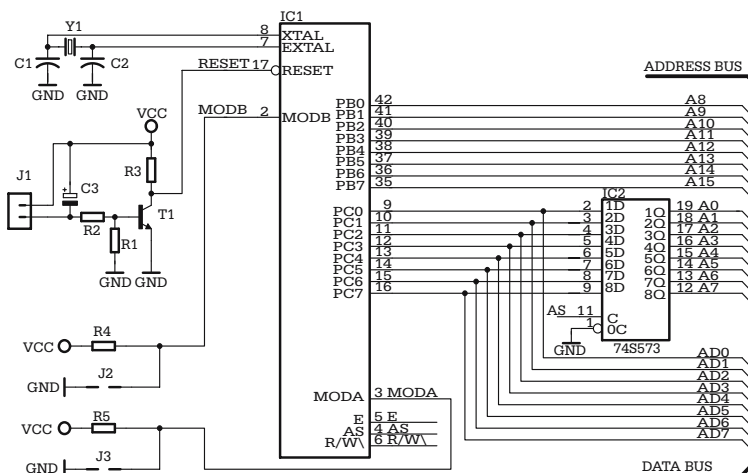 IC1
Y1
8 XTAL
7 EXTAL
C1 C2
GND GND
RESET 17 RESET
MODB 2 MODB
ADDRESS BUS
VCC
R3
J1
C3
T1
R2
R1
GND GND
PB0 42 A8
PB1 41 A9
PB2 40 A10
PB3 39 A11
PB4 38 A12
PB5 37 A13
PB6 36 A14
PB7 35 A15
IC2
PC0 9 2 1D 1Q 19 A0
PC1 10 3 2D 2Q 18 A1
PC2 11 4 3D 3Q 17 A2
PC3 12 5 4D 4Q 16 A3
PC4 13 6 5D 5Q 15 A4
PC5 14 7 6D 6Q 14 A5
PC6 15 8 7D 7Q 13 A6
PC7 16 9 8D 8Q 12 A7
AS 11 C
1 0C
GND 74S573
VCC R4
GND J2
VCC R5
GND J3
MODA 3 MODA
E 5 E
AS 4 AS
R/W\ 6 R/W\
AD0
AD1
AD2
AD3
AD4
AD5
AD6
AD7
DATA BUS